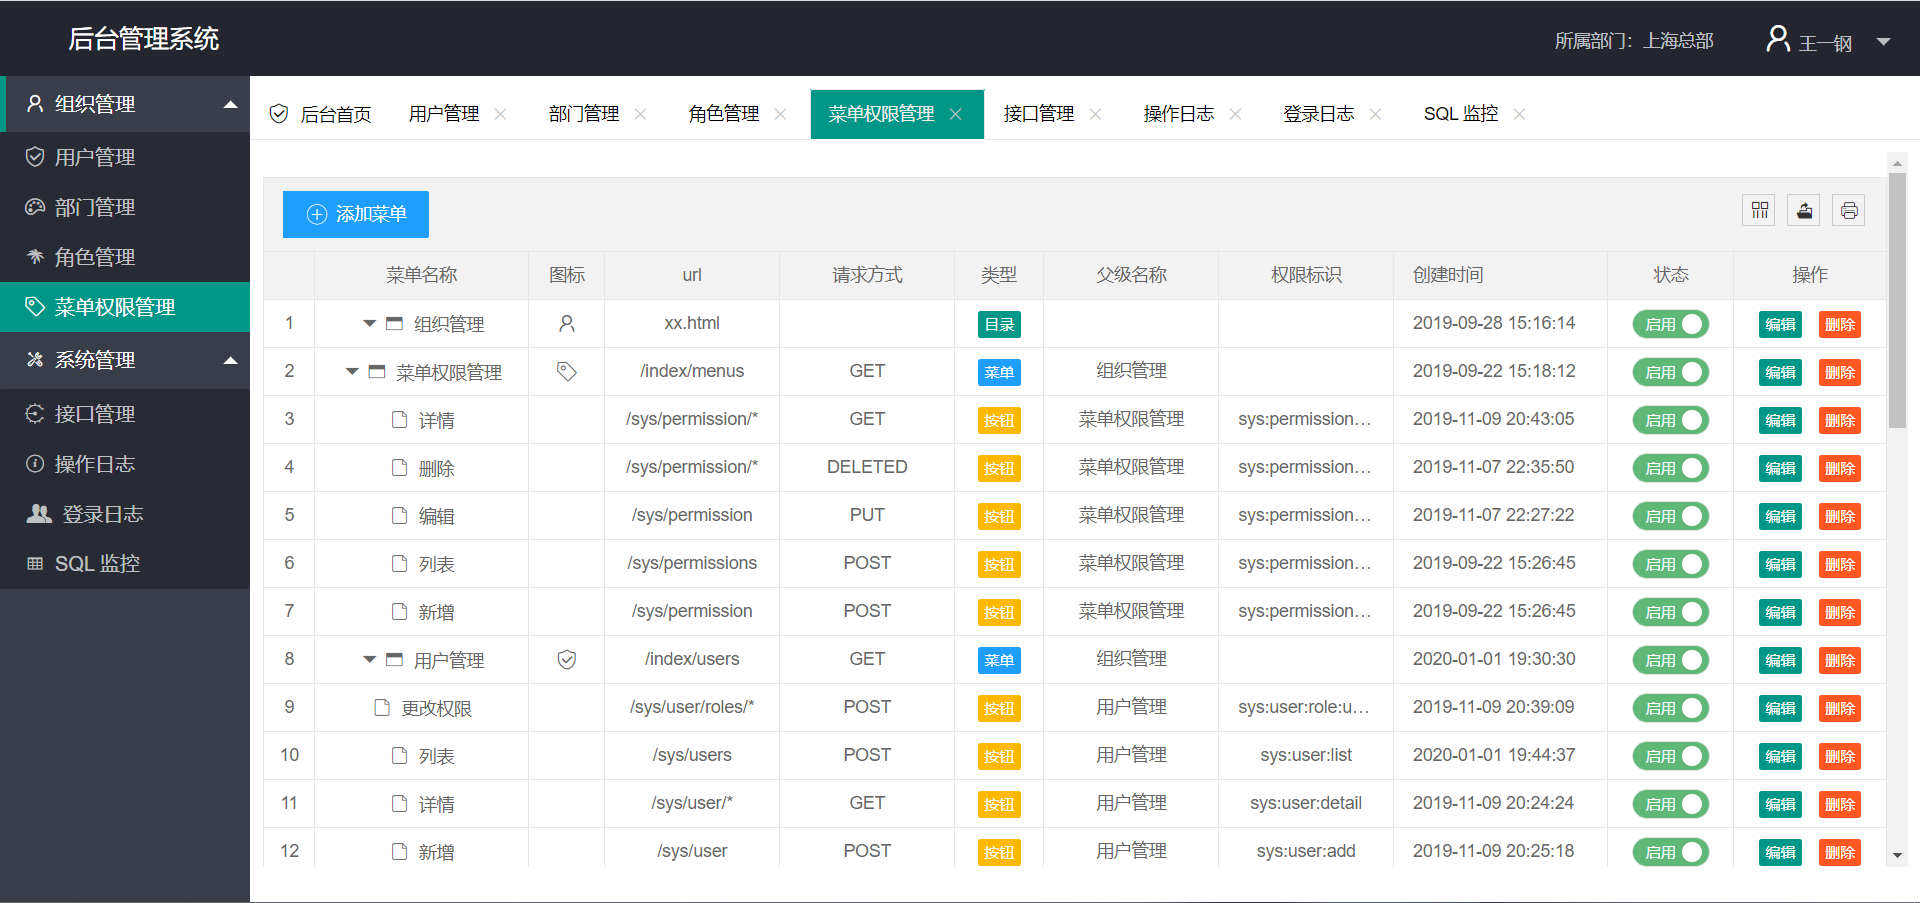 后台管理系统
所属部门：上海总部
王一钢
组织管理
用户管理
部门管理
角色管理
菜单权限管理
系统管理
接口管理
操作日志
登录日志
SQL 监控
后台首页 用户管理 部门管理 角色管理 菜单权限管理 接口管理 操作日志 登录日志 SQL 监控
添加菜单
菜单名称 图标 url 请求方式 类型 父级名称 权限标识 创建时间 状态 操作
1 组织管理 xx.html 目录 2019-09-28 15:16:14 启用 编辑 删除
2 菜单权限管理 /index/menus GET 菜单 组织管理 2019-09-22 15:18:12 启用 编辑 删除
3 详情 /sys/permission/* GET 按钮 菜单权限管理 sys:permission… 2019-11-09 20:43:05 启用 编辑 删除
4 删除 /sys/permission/* DELETED 按钮 菜单权限管理 sys:permission… 2019-11-07 22:35:50 启用 编辑 删除
5 编辑 /sys/permission PUT 按钮 菜单权限管理 sys:permission… 2019-11-07 22:27:22 启用 编辑 删除
6 列表 /sys/permissions POST 按钮 菜单权限管理 sys:permission… 2019-09-22 15:26:45 启用 编辑 删除
7 新增 /sys/permission POST 按钮 菜单权限管理 sys:permission… 2019-09-22 15:26:45 启用 编辑 删除
8 用户管理 /index/users GET 菜单 组织管理 2020-01-01 19:30:30 启用 编辑 删除
9 更改权限 /sys/user/roles/* POST 按钮 用户管理 sys:user:role:u… 2019-11-09 20:39:09 启用 编辑 删除
10 列表 /sys/users POST 按钮 用户管理 sys:user:list 2020-01-01 19:44:37 启用 编辑 删除
11 详情 /sys/user/* GET 按钮 用户管理 sys:user:detail 2019-11-09 20:24:24 启用 编辑 删除
12 新增 /sys/user POST 按钮 用户管理 sys:user:add 2019-11-09 20:25:18 启用 编辑 删除